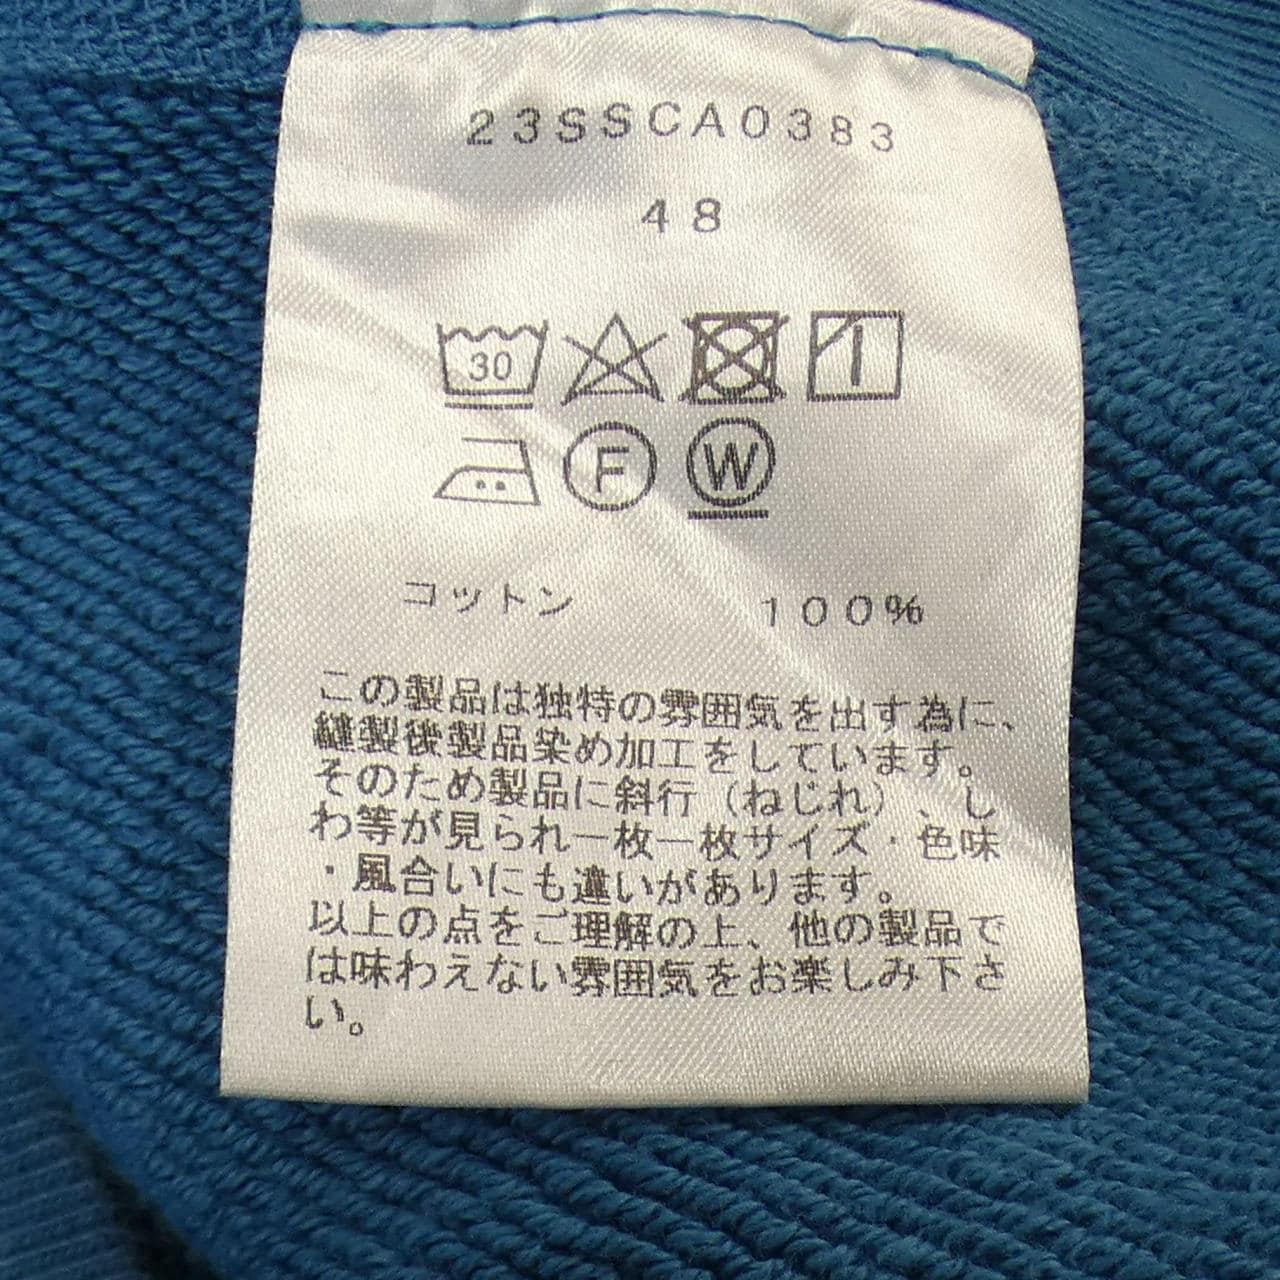 23SSCA0383
48
30
F W
コットン 100%
この製品は独特の雰囲気を出す為に、
縫製後製品染め加工をしています。
そのため製品に斜行（ねじれ）、し
わ等が見られ一枚一枚サイズ・色味
・風合いにも違いがあります。
以上の点をご理解の上、他の製品で
は味わえない雰囲気をお楽しみ下さ
い。